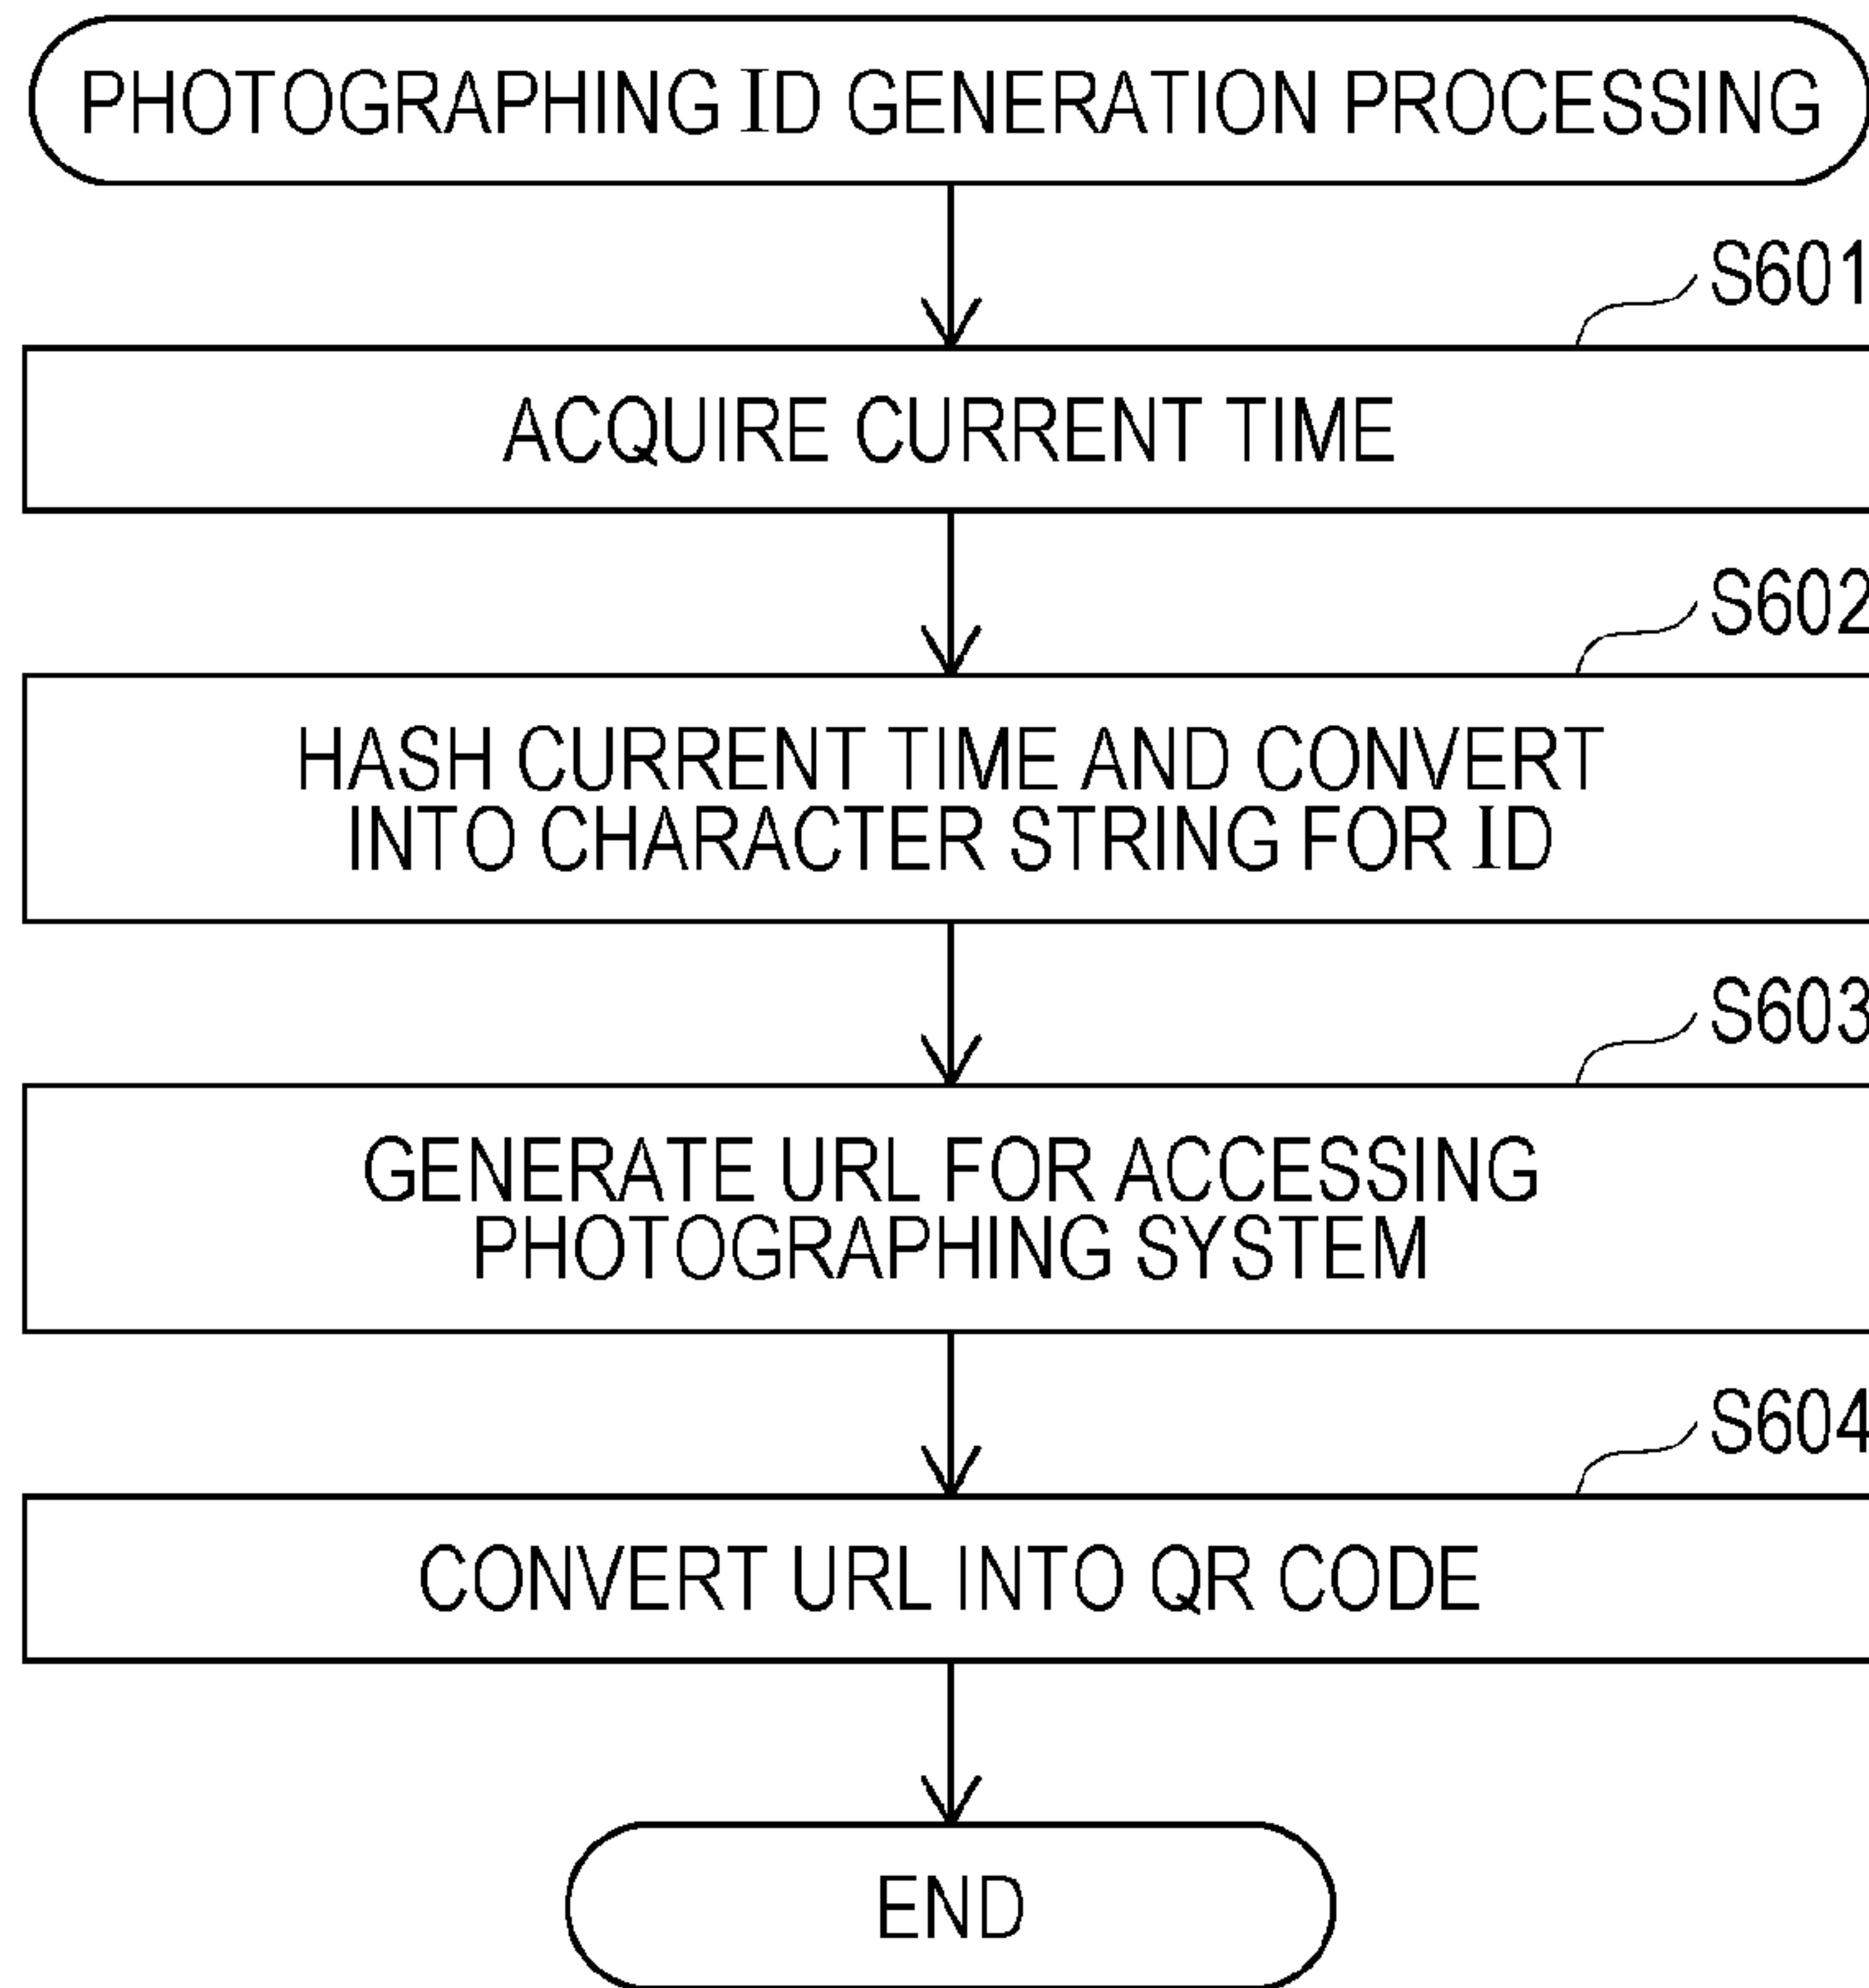 PHOTOGRAPHING ID GENERATION PROCESSING
S601
ACQUIRE CURRENT TIME
S602
HASH CURRENT TIME AND CONVERT
INTO CHARACTER STRING FOR ID
S603
GENERATE URL FOR ACCESSING
PHOTOGRAPHING SYSTEM
S604
CONVERT URL INTO QR CODE
END